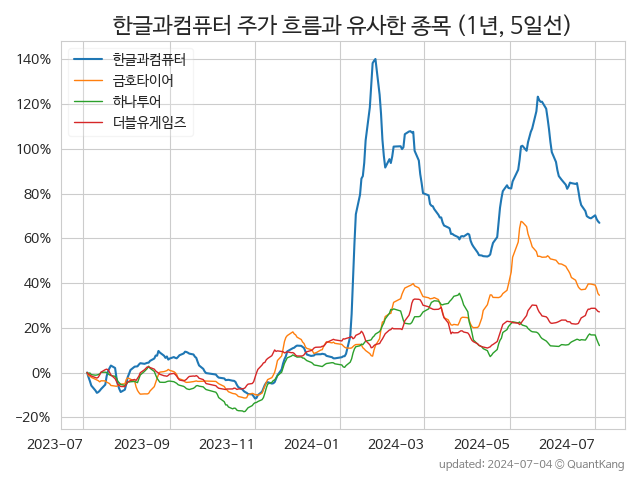 한글과컴퓨터 주가 흐름과 유사한 종목 (1년, 5일선)
한글과컴퓨터
금호타이어
하나투어
더블유게임즈
140%
120%
100%
80%
60%
40%
20%
0%
−20%
2023-07
2023-09
2023-11
2024-01
2024-03
2024-05
2024-07
updated: 2024-07-04 © QuantKang